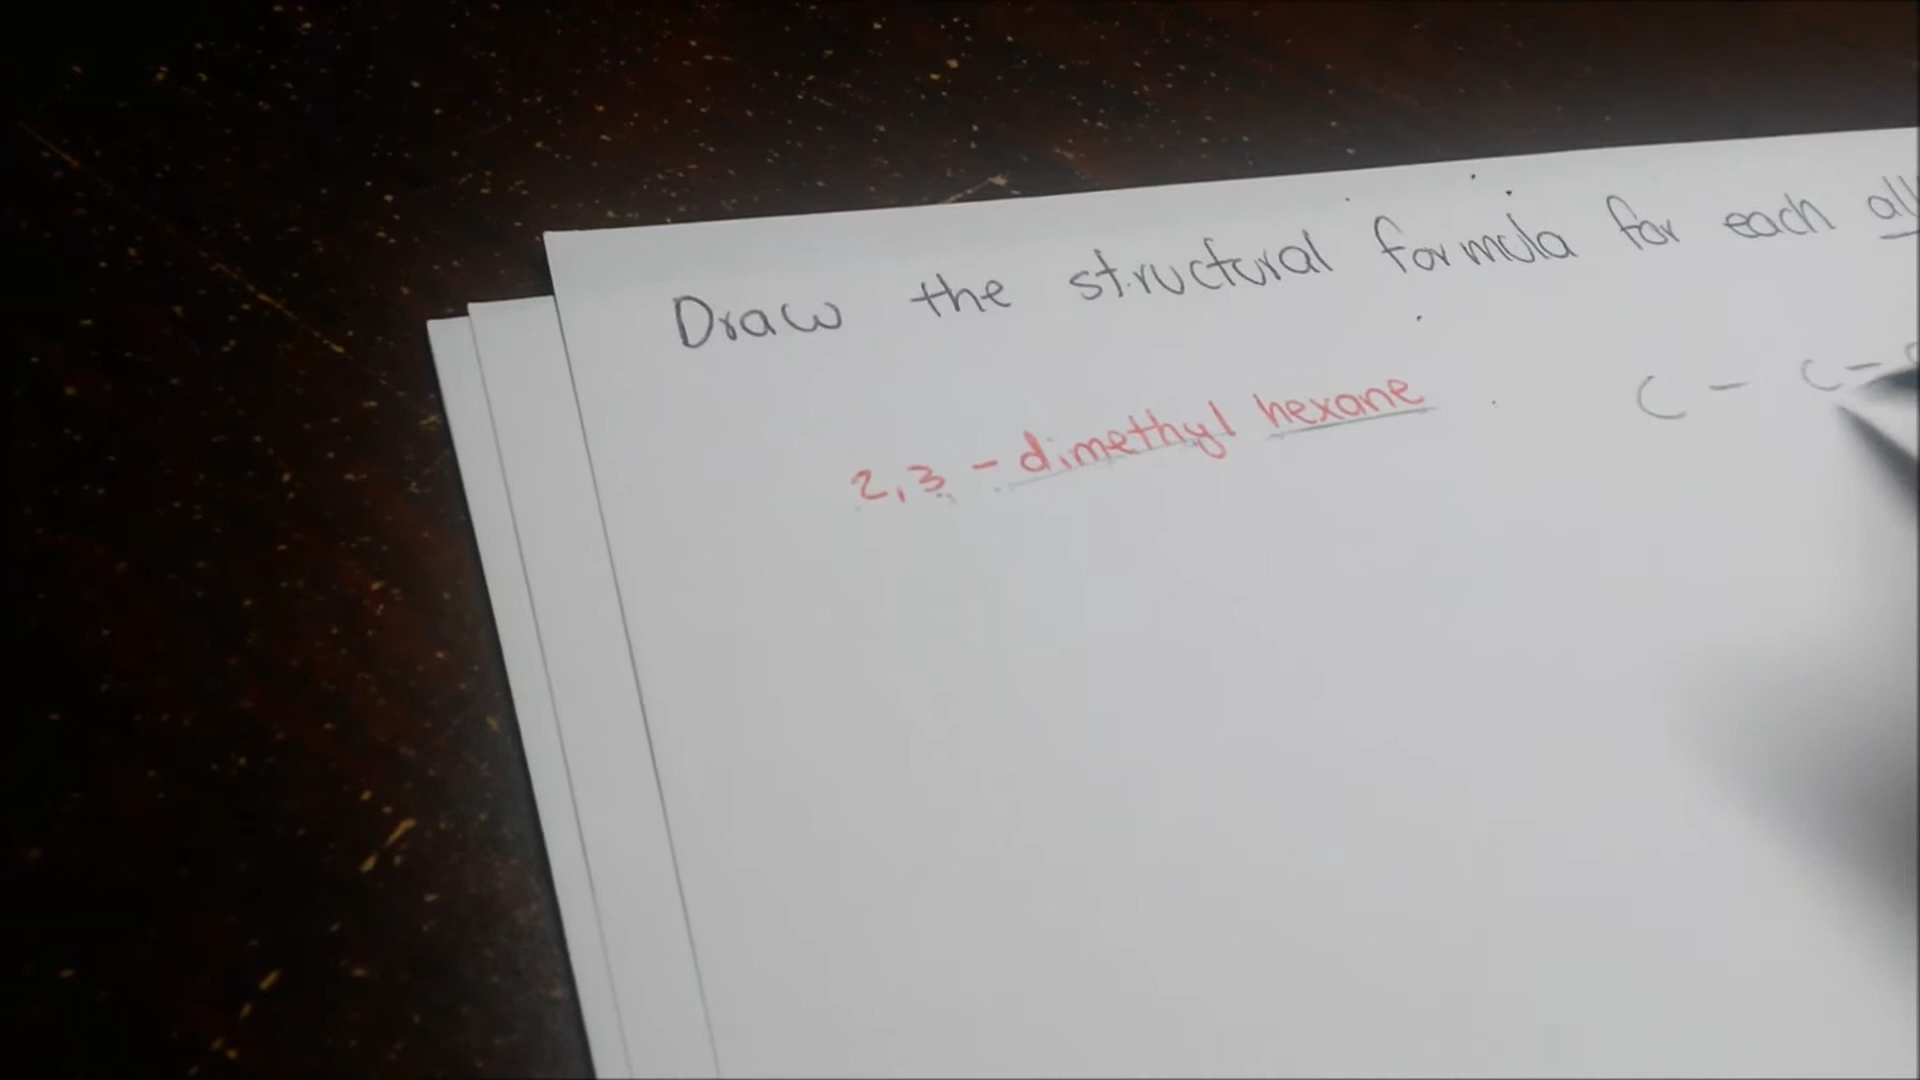 Draw the structural formula for each
2,3 - dimethyl hexane
C - C -